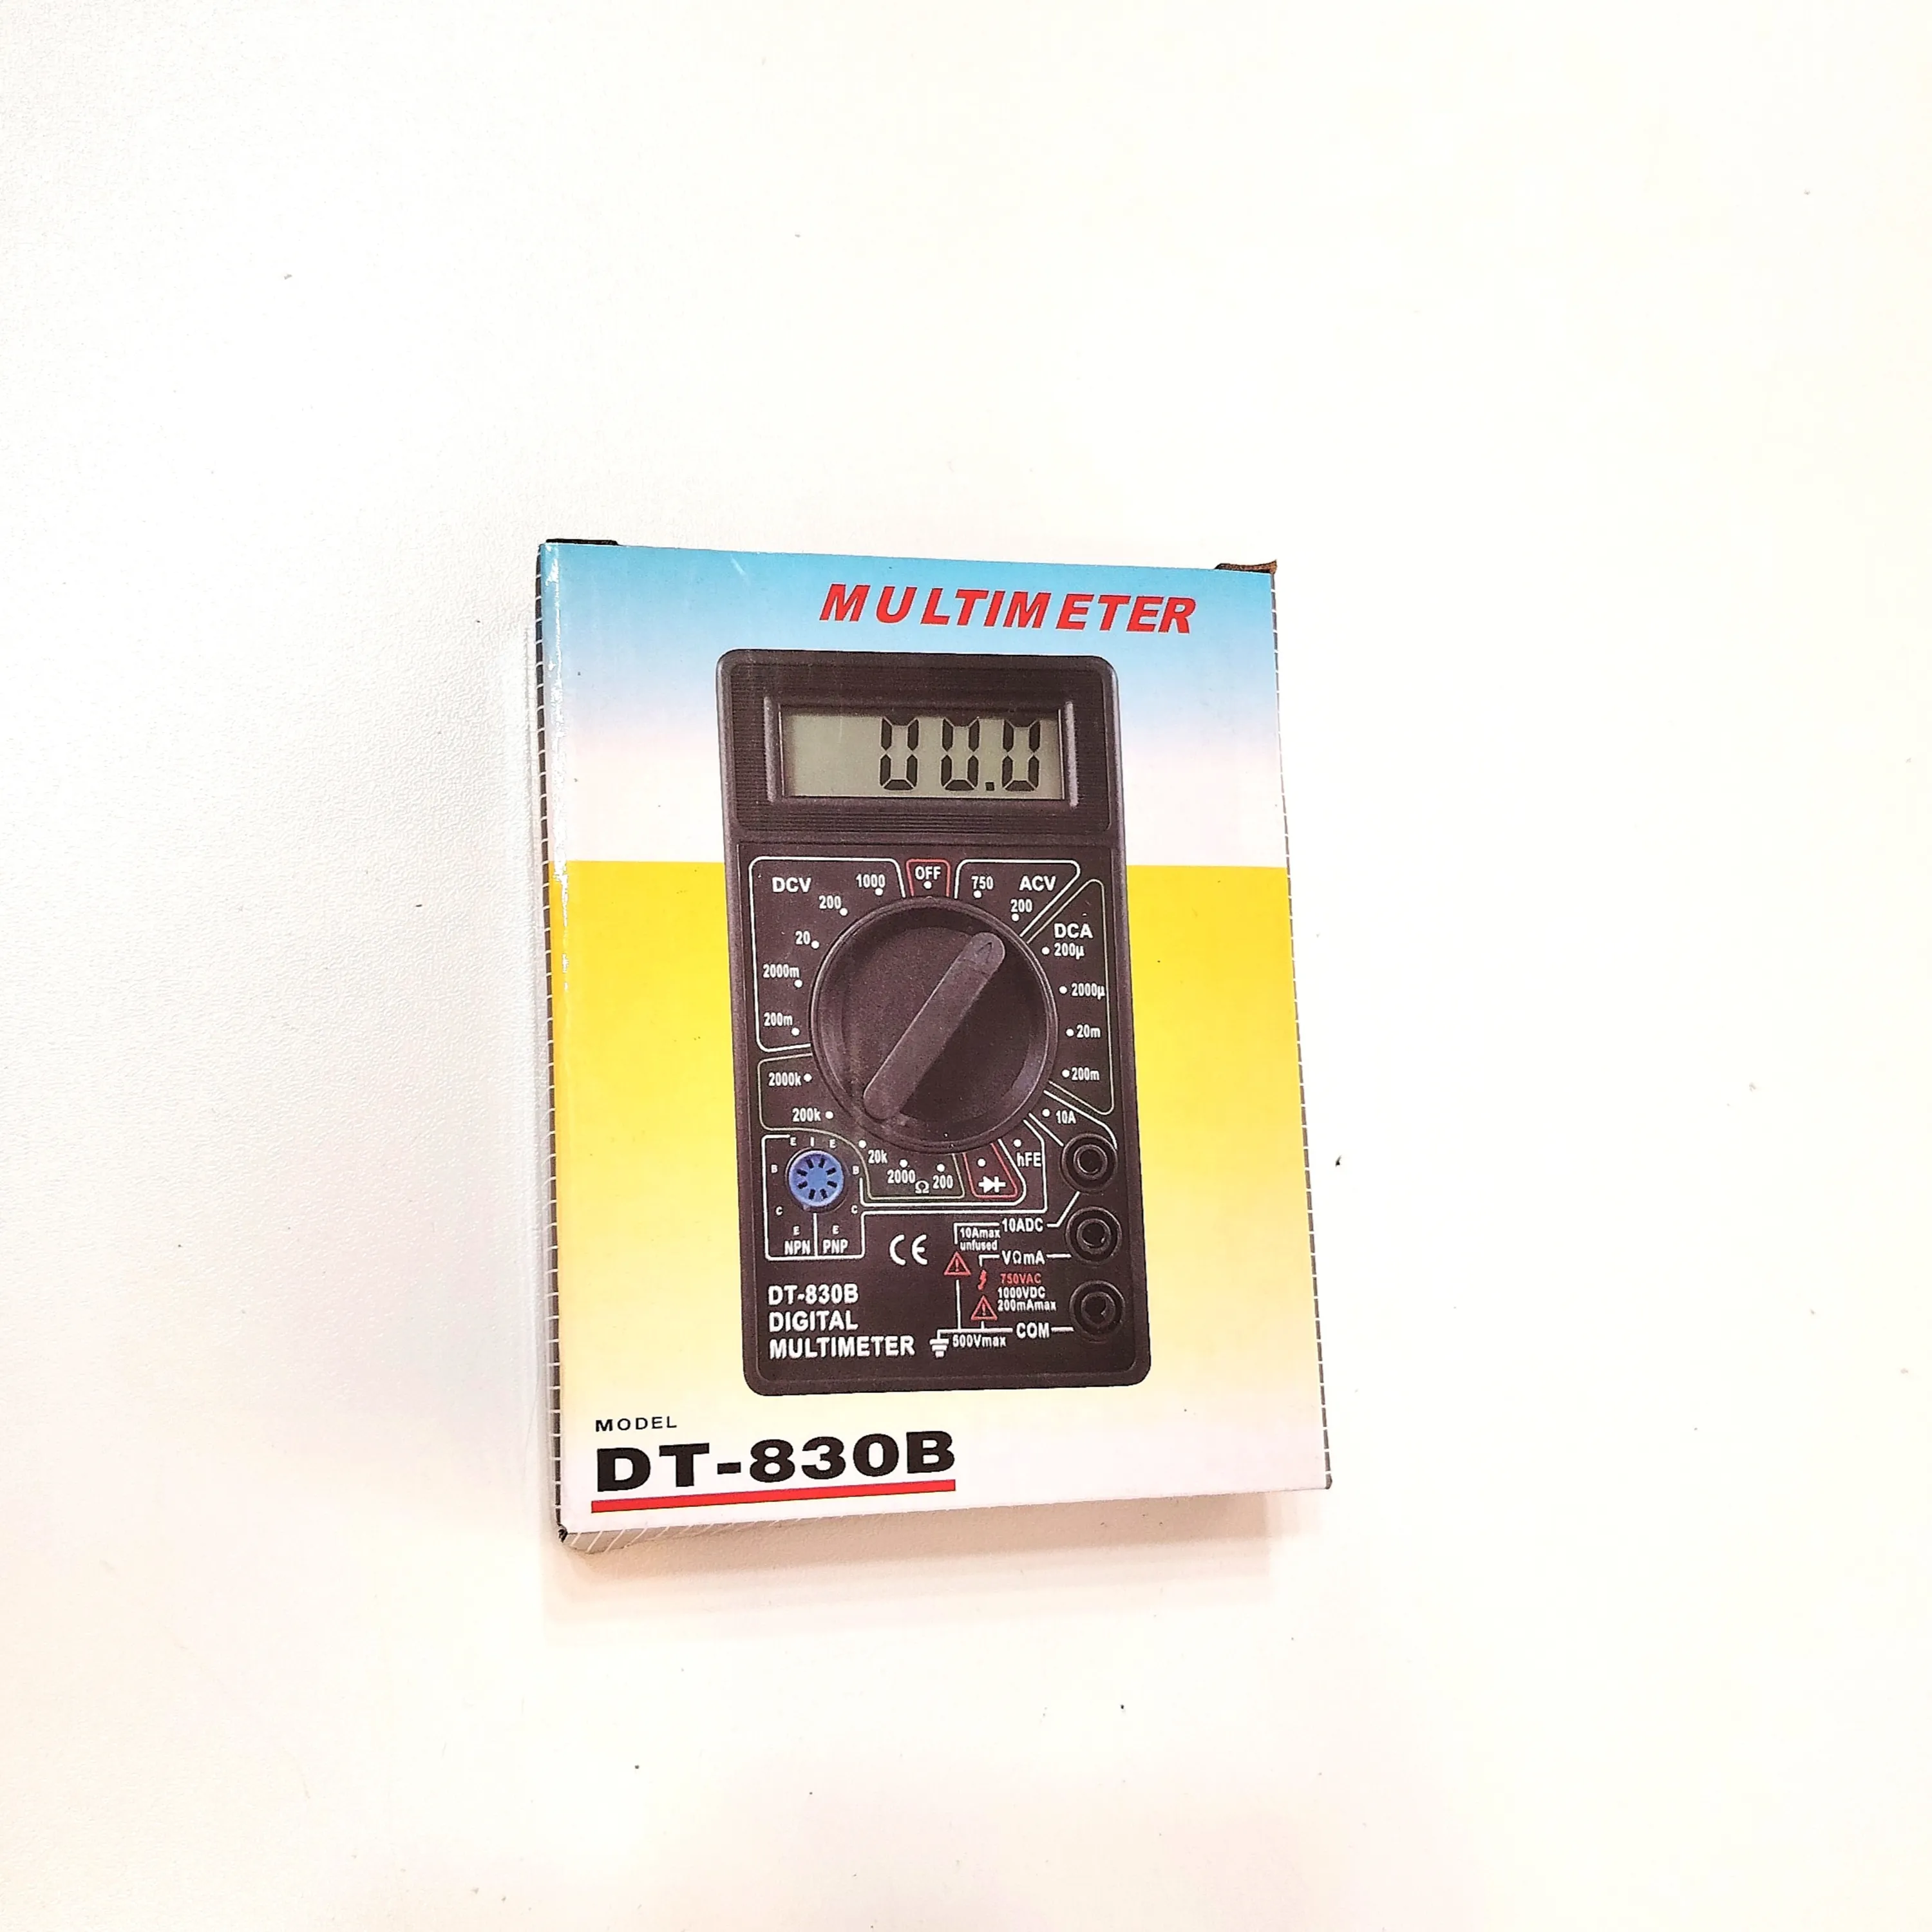 MULTIMETER
00.0
DCV
1000
OFF
750
ACV
200
200
DCA
20
200µ
2000m
2000µ
200m
20m
2000k
200m
200k
10A
E I E
20k
2000
Ω
200
hFE
B
B
C
C
E
E
NPN
PNP
CE
10ADC
10Amax
unfused
VΩmA
750VAC
1000VDC
200mAmax
COM
500Vmax
DT-830B
DIGITAL
MULTIMETER
MODEL
DT-830B